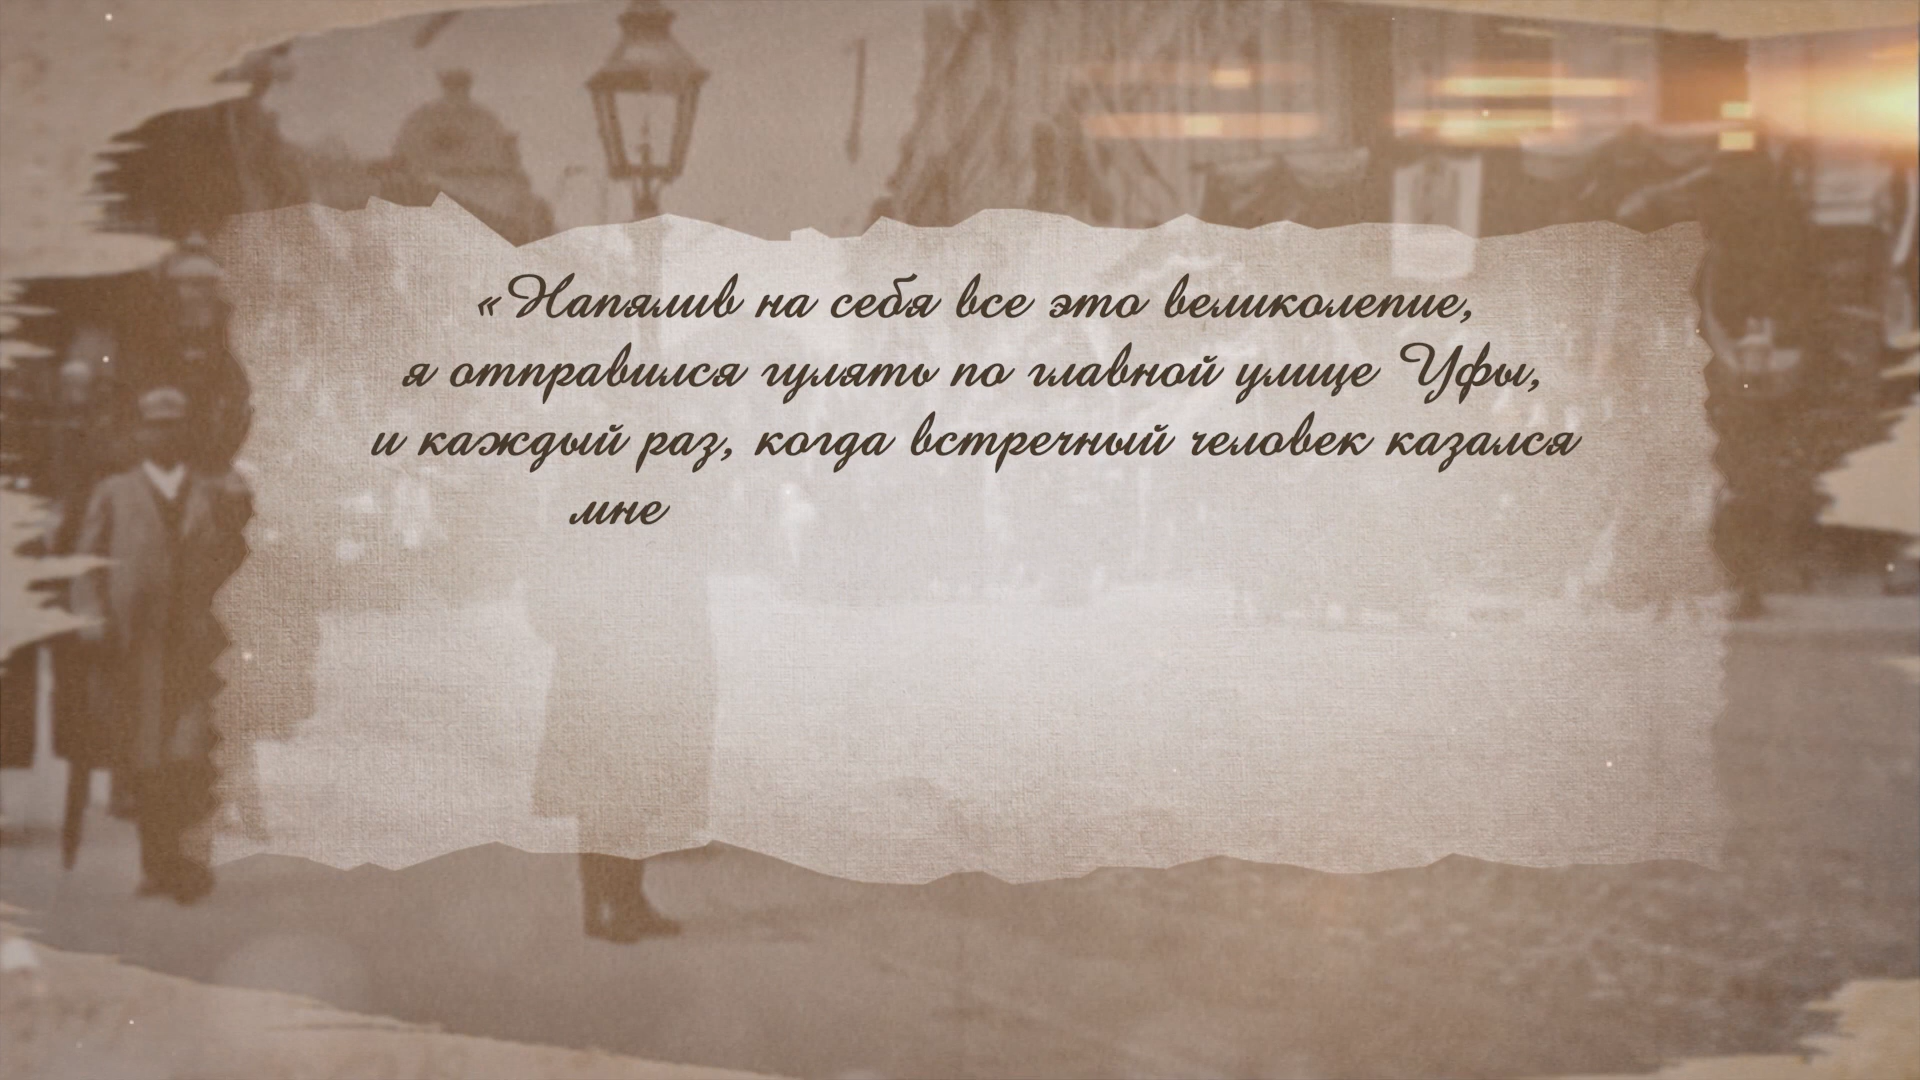 «Напялив на себя все это великолепие,
я отправился гулять по главной улице Уфы,
и каждый раз, когда встречный человек казался
мне